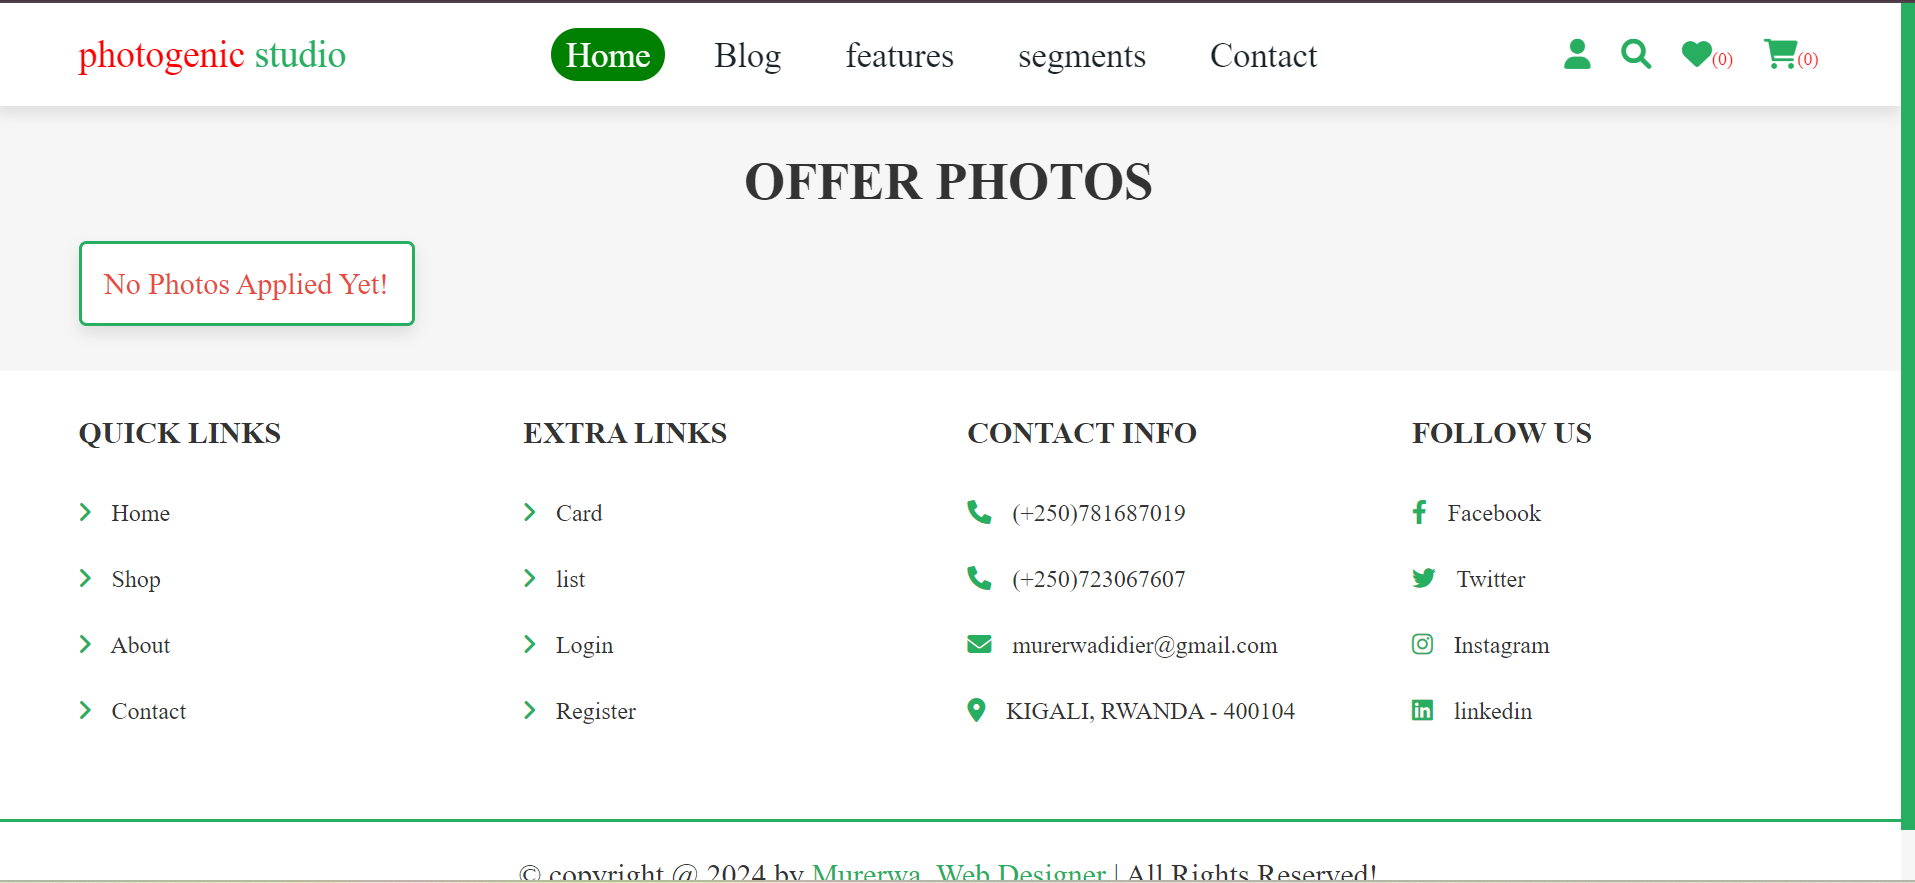 photogenic studio
Home
Blog
features
segments
Contact
(0)
(0)
OFFER PHOTOS
No Photos Applied Yet!
QUICK LINKS
Home
Shop
About
Contact
EXTRA LINKS
Card
list
Login
Register
CONTACT INFO
(+250)781687019
(+250)723067607
murerwadidier@gmail.com
KIGALI, RWANDA - 400104
FOLLOW US
Facebook
Twitter
Instagram
linkedin
© copyright @ 2024 by Murerwa, Web Designer | All Rights Reserved!